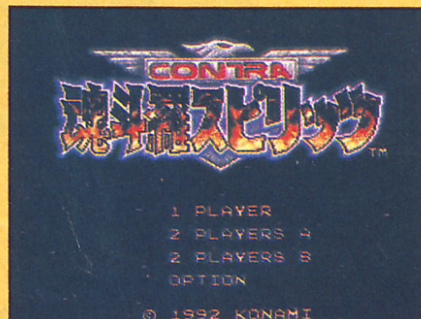 CONTRA
魂斗羅スピリッツ
TM
1 PLAYER
2 PLAYERS A
2 PLAYERS B
OPTION
© 1992 KONAMI